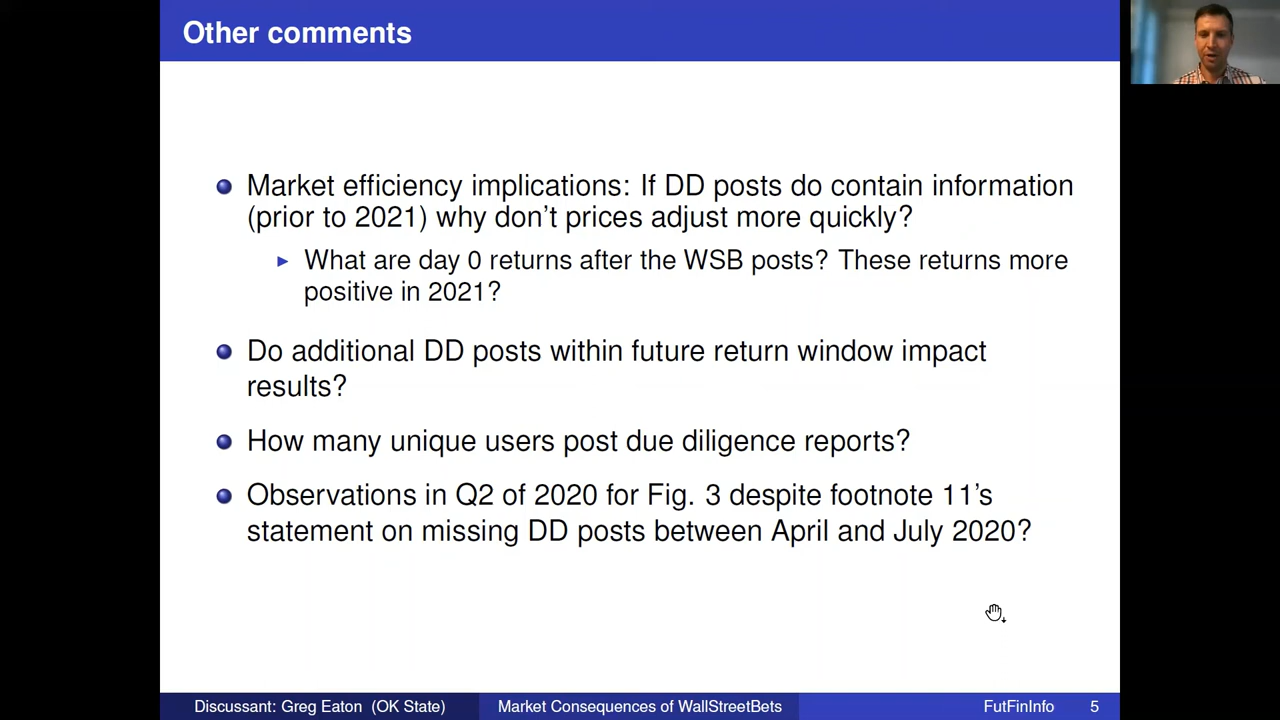 Other comments
Market efficiency implications: If DD posts do contain information
(prior to 2021) why don't prices adjust more quickly?
What are day 0 returns after the WSB posts? These returns more
positive in 2021?
Do additional DD posts within future return window impact
results?
How many unique users post due diligence reports?
Observations in Q2 of 2020 for Fig. 3 despite footnote 11's
statement on missing DD posts between April and July 2020?
Discussant: Greg Eaton (OK State) Market Consequences of WallStreetBets FutFinInfo 5